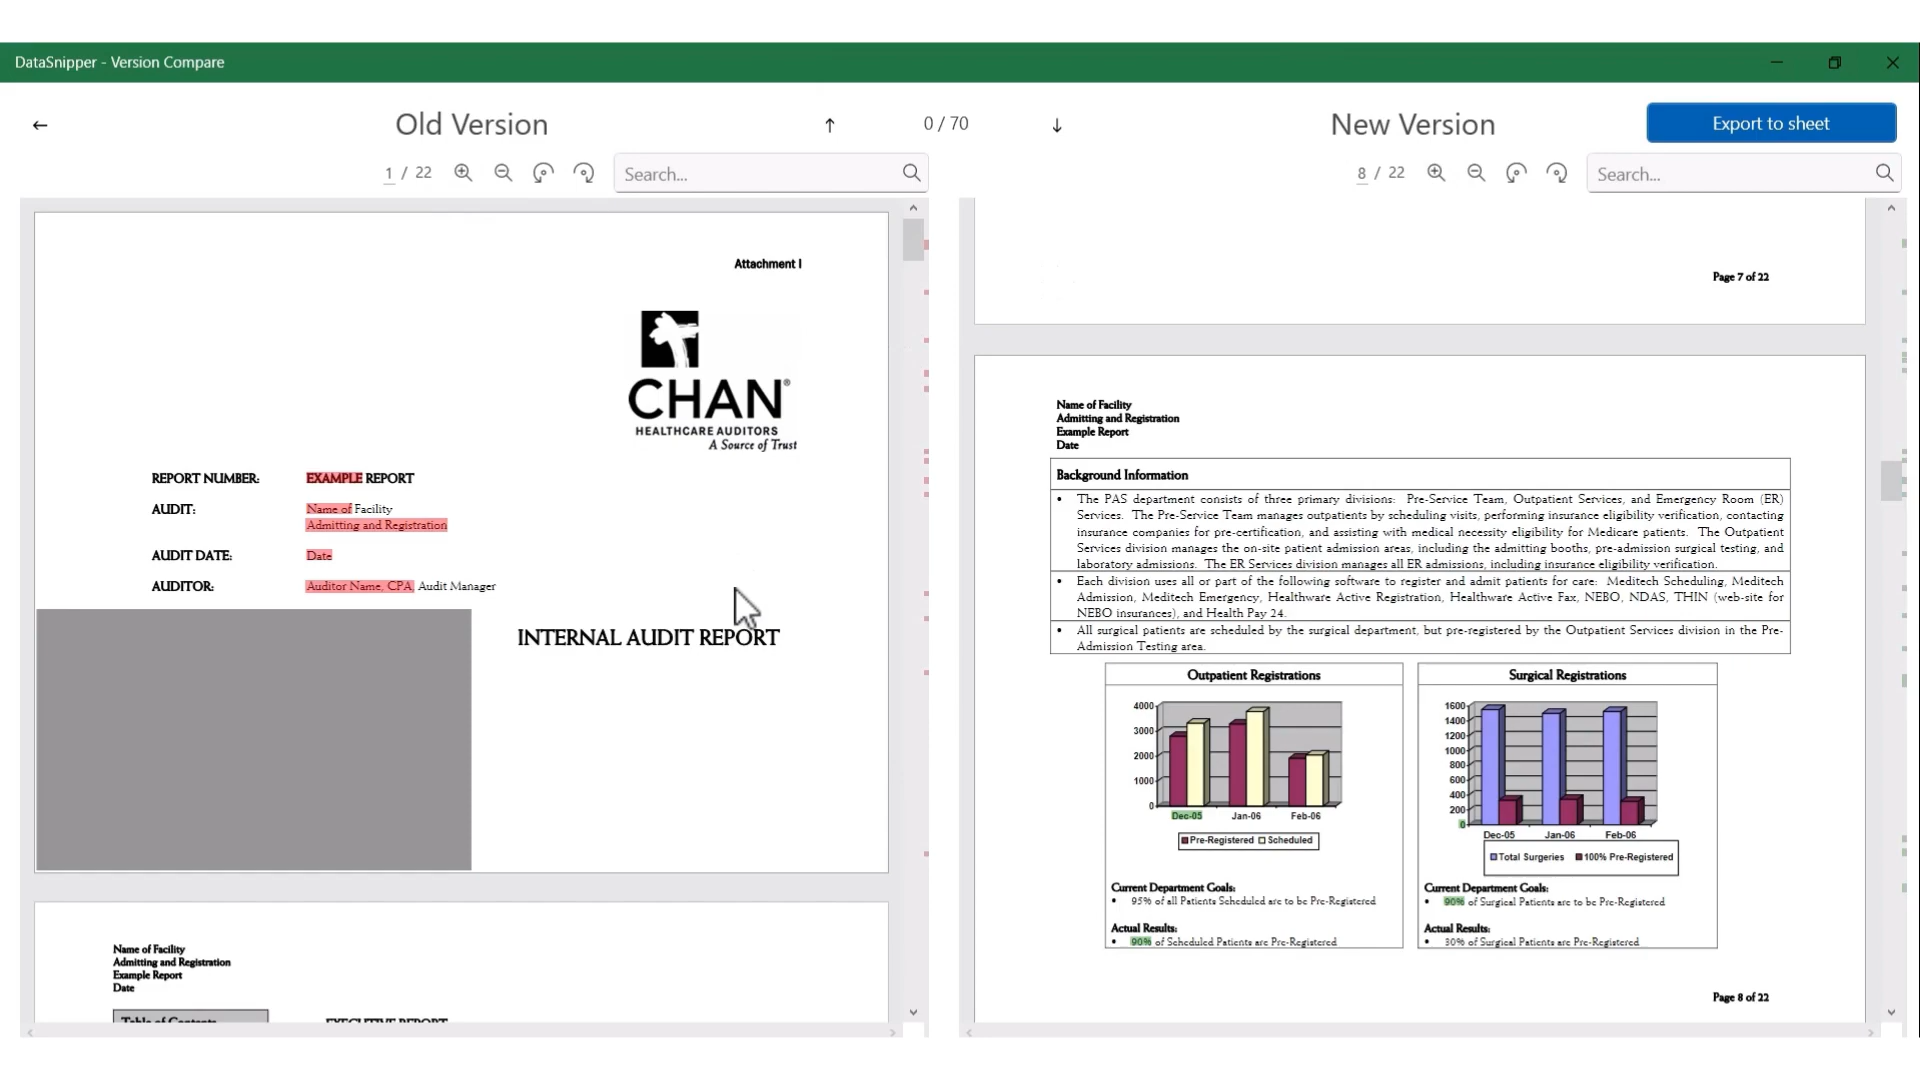 DataSnipper - Version Compare
Old Version
0 / 70
New Version
Export to sheet
1 / 22
Search...
8 / 22
Search...
Attachment I
CHAN®
HEALTHCARE AUDITORS
A Source of Trust
REPORT NUMBER: EXAMPLE REPORT
AUDIT: Name of Facility
Admitting and Registration
AUDIT DATE: Date
AUDITOR: Auditor Name, CPA, Audit Manager
INTERNAL AUDIT REPORT
Name of Facility
Admitting and Registration
Example Report
Date
Table of Contents
EXECUTIVE REPORT
Page 7 of 22
Name of Facility
Admitting and Registration
Example Report
Date
Background Information
• The PAS department consists of three primary divisions: Pre-Service Team, Outpatient Services, and Emergency Room (ER)
Services. The Pre-Service Team manages outpatients by scheduling visits, performing insurance eligibility verification, contacting
insurance companies for pre-certification, and assisting with medical necessity eligibility for Medicare patients. The Outpatient
Services division manages the on-site patient admission areas, including the admitting booths, pre-admission surgical testing, and
laboratory admissions. The ER Services division manages all ER admissions, including insurance eligibility verification.
• Each division uses all or part of the following software to register and admit patients for care: Meditech Scheduling, Meditech
Admission, Meditech Emergency, Healthware Active Registration, Healthware Active Fax, NEBO, NDAS, THIN (web-site for
NEBO insurances), and Health Pay 24.
• All surgical patients are scheduled by the surgical department, but pre-registered by the Outpatient Services division in the Pre-
Admission Testing area.
Outpatient Registrations
4000
3000
2000
1000
0
Dec-05 Jan-06 Feb-06
Pre-Registered Scheduled
Current Department Goals:
• 95% of all Patients Scheduled are to be Pre-Registered
Actual Results:
• 90% of Scheduled Patients are Pre-Registered
Surgical Registrations
1600
1400
1200
1000
800
600
400
200
0
Dec-05 Jan-06 Feb-06
Total Surgeries 100% Pre-Registered
Current Department Goals:
• 90% of Surgical Patients are to be Pre-Registered
Actual Results:
• 30% of Surgical Patients are Pre-Registered
Page 8 of 22